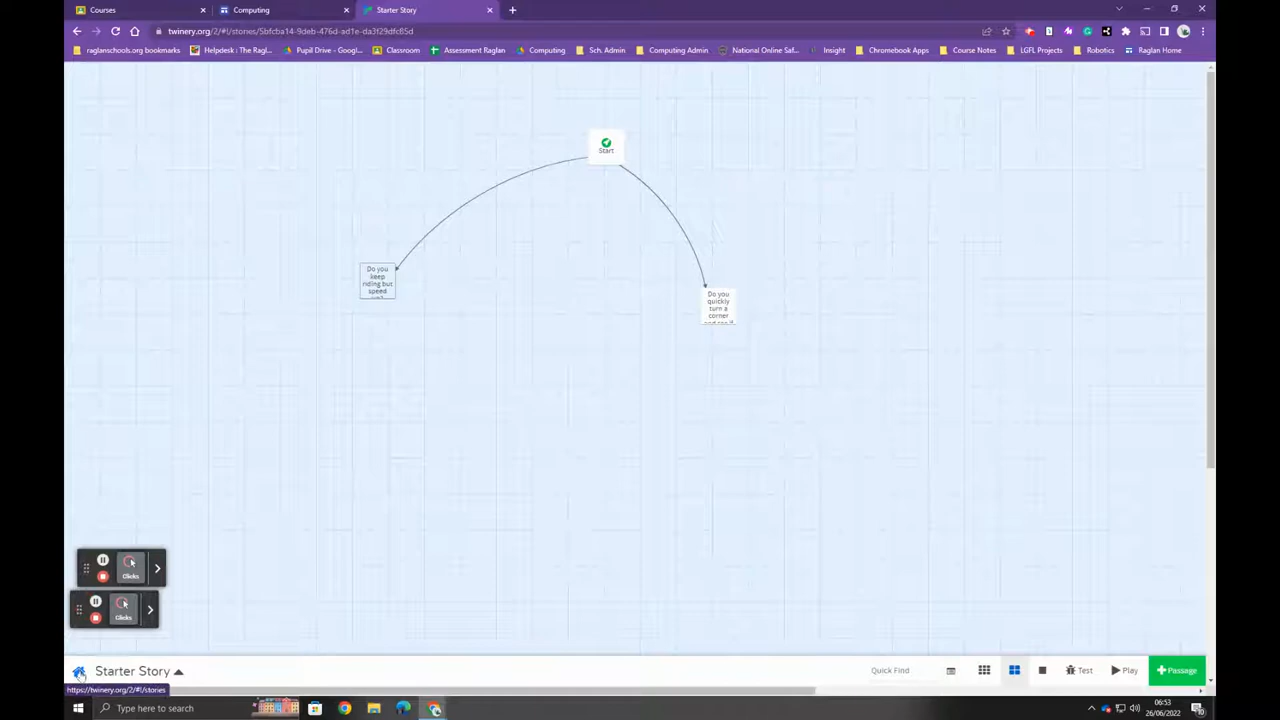 Courses
Computing
Starter Story
twinery.org/2/#!/stories/5bfcba14-9deb-476d-ad1e-da3f29dfc85d
raglanschools.org bookmarks
Helpdesk | The Ragl...
Pupil Drive - Googl...
Classroom
Assessment Raglan
Computing
Sch. Admin
Computing Admin
National Online Saf...
Insight
Chromebook Apps
Course Notes
LGFL Projects
Robotics
Raglan Home
Start
Do you
keep
riding but
speed
Do you
quickly
turn a
corner
Clicks
Clicks
Starter Story
Quick Find
Test
Play
Passage
https://twinery.org/2/#!/stories
Type here to search
06:53
26/06/2022